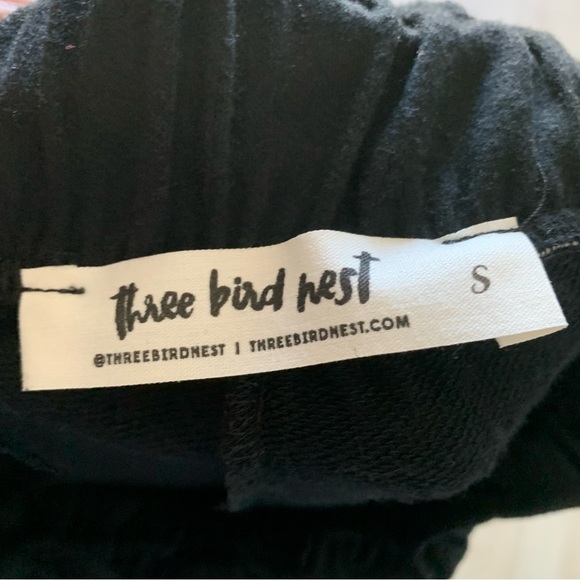 three bird nest
S
@THREEBIRDNEST | THREEBIRDNEST.COM